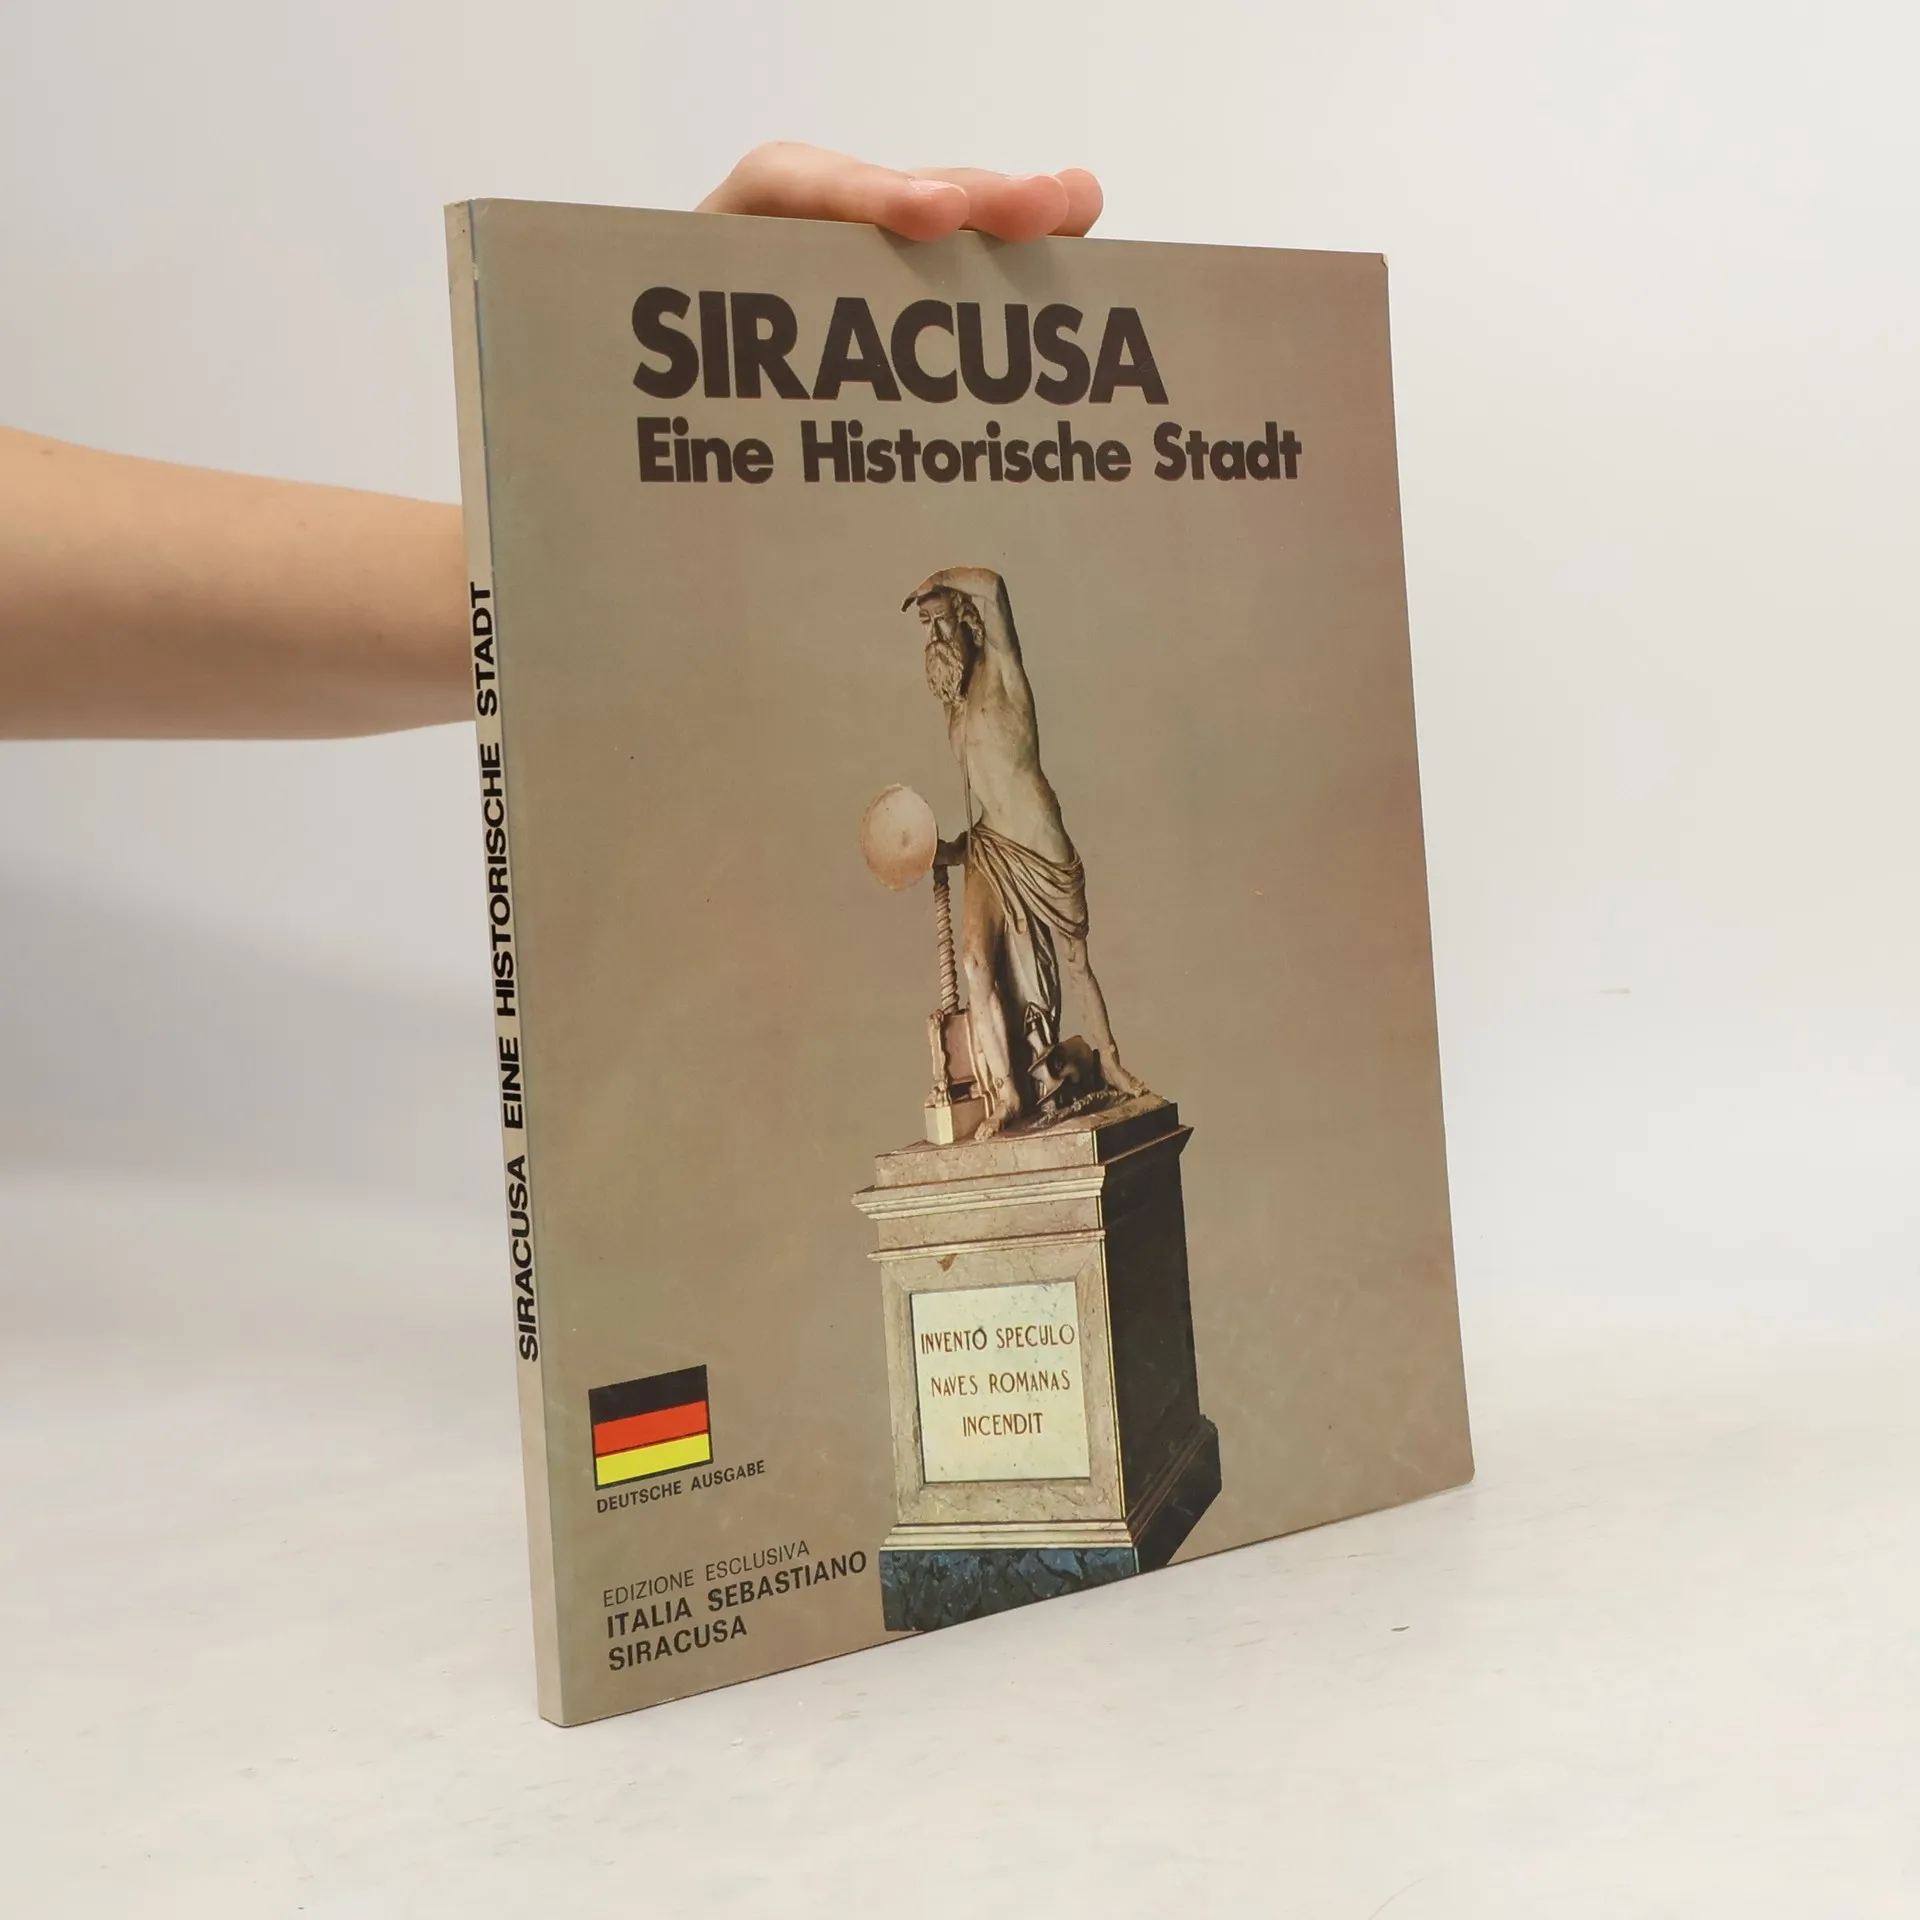 SIRACUSA
Eine Historische Stadt
SIRACUSA EINE HISTORISCHE STADT
INVENTO SPECULO
NAVES ROMANAS
INCENDIT
DEUTSCHE AUSGABE
EDIZIONE ESCLUSIVA
ITALIA SEBASTIANO
SIRACUSA